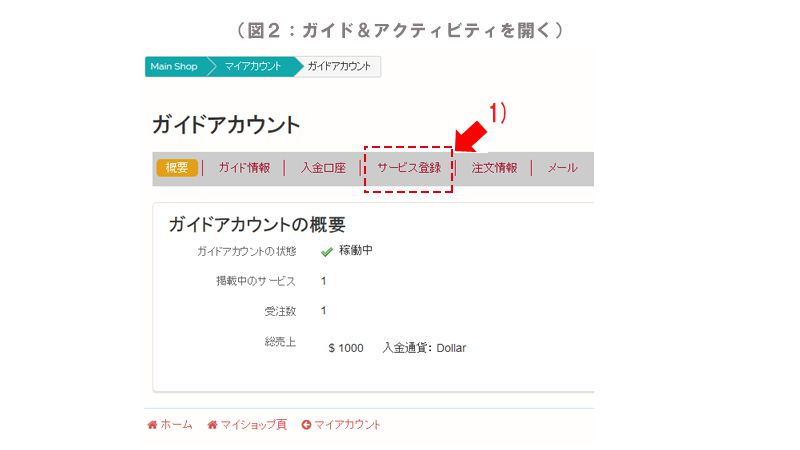 （図２：ガイド＆アクティビティを開く）
Main Shop マイアカウント ガイドアカウント
1)
ガイドアカウント
概要 ガイド情報 入金口座 サービス登録 注文情報 メール
ガイドアカウントの概要
ガイドアカウントの状態 稼働中
掲載中のサービス 1
受注数 1
総売上 $ 1000 入金通貨: Dollar
ホーム マイショップ頁 マイアカウント